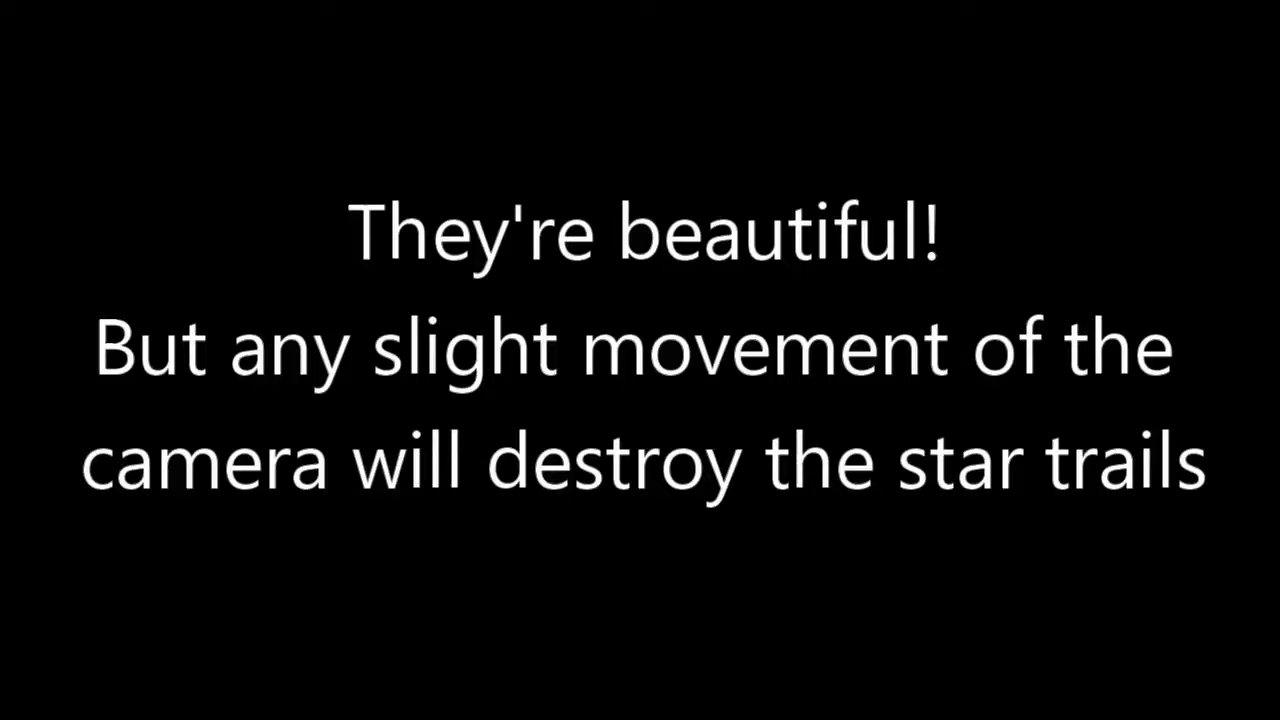 They're beautiful!
But any slight movement of the
camera will destroy the star trails